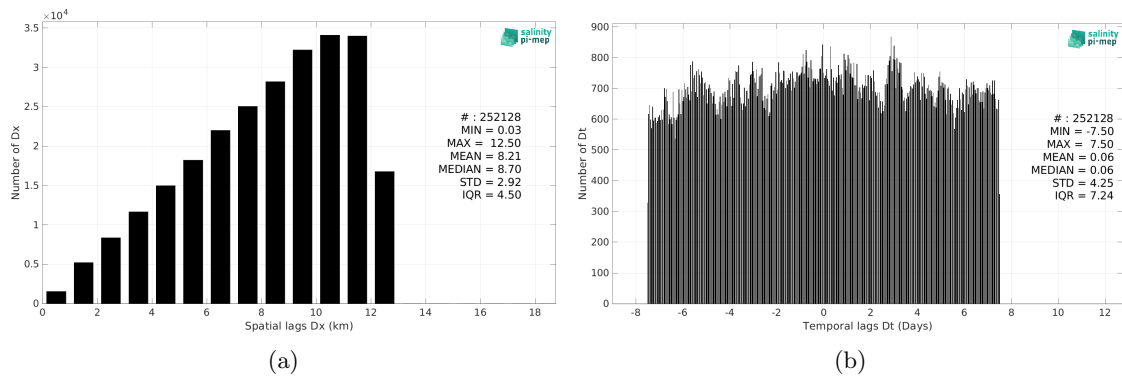 ×10⁴
3.5
3
2.5
2
1.5
1
0.5
0
Number of Dx
0 2 4 6 8 10 12 14 16 18
Spatial lags Dx (km)
salinity
pi-mep
# : 252128
MIN = 0.03
MAX = 12.50
MEAN = 8.21
MEDIAN = 8.70
STD = 2.92
IQR = 4.50
(a)
900
800
700
600
500
400
300
200
100
0
Number of Dt
-8 -6 -4 -2 0 2 4 6 8 10 12
Temporal lags Dt (Days)
salinity
pi-mep
# : 252128
MIN = -7.50
MAX = 7.50
MEAN = 0.06
MEDIAN = 0.06
STD = 4.25
IQR = 7.24
(b)